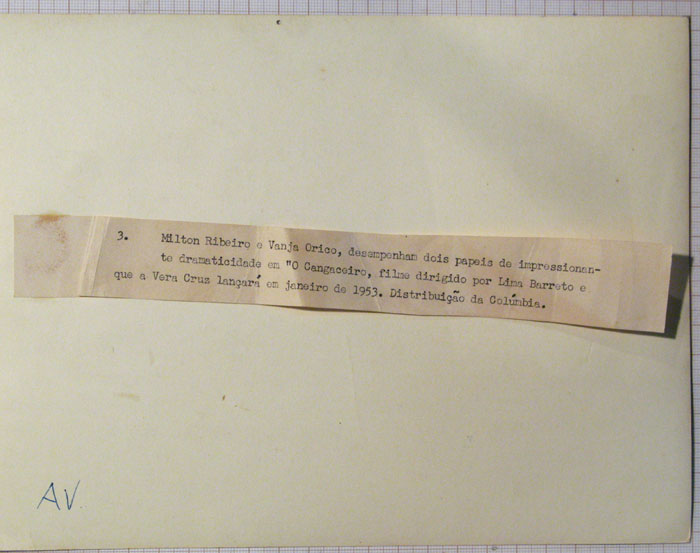 3. Milton Ribeiro e Vanja Orico, desempenham dois papeis de impressionan-
te dramaticidade em "O Cangaceiro, filme dirigido por Lima Barreto e
que a Vera Cruz lançará em janeiro de 1953. Distribuição da Colúmbia.
AV